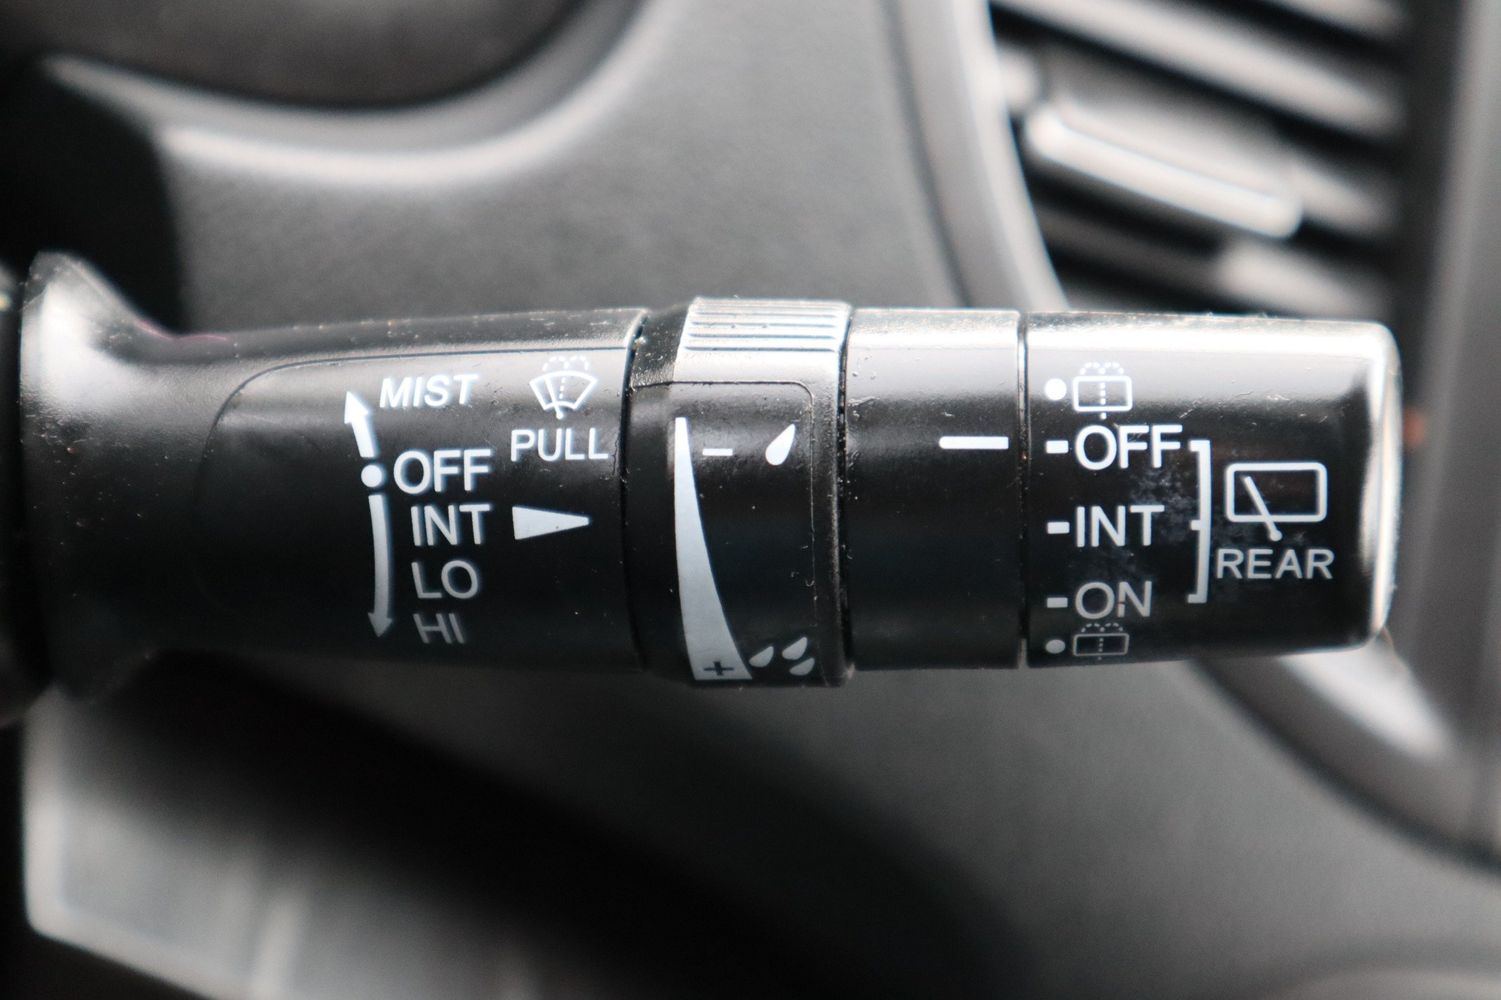 MIST
PULL
OFF
INT
LO
HI
-
+
OFF
INT
ON
REAR